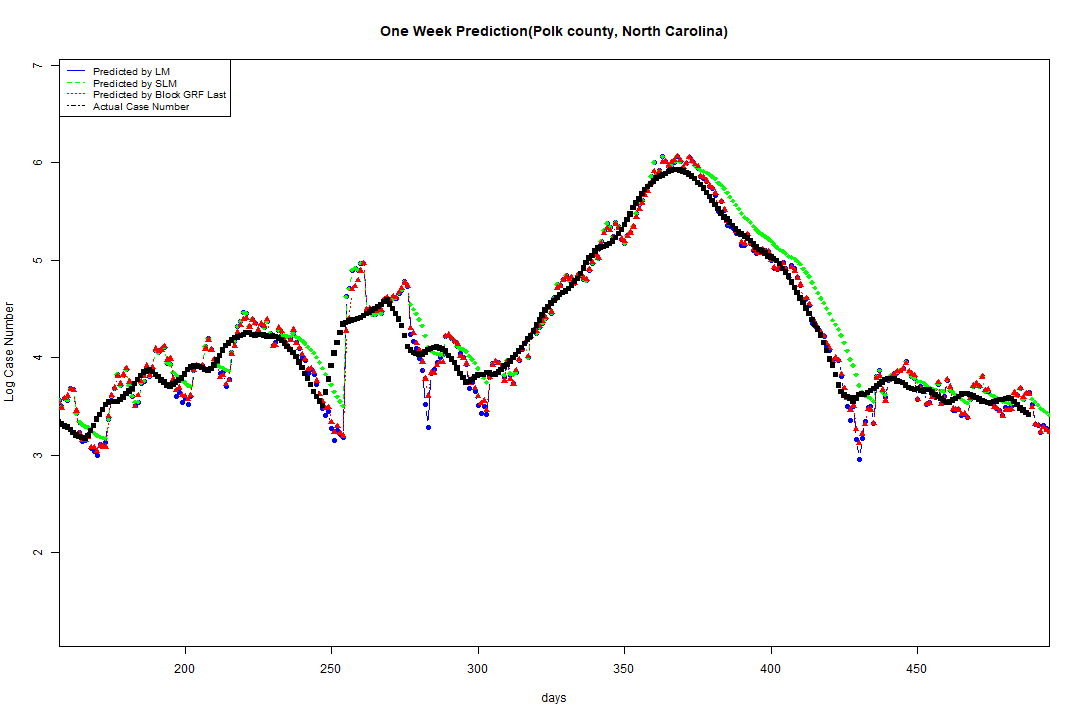 One Week Prediction(Polk county, North Carolina)
7
Predicted by LM
Predicted by SLM
Predicted by Block GRF Last
Actual Case Number
6
5
4
3
2
Log Case Number
200
250
300
350
400
450
days